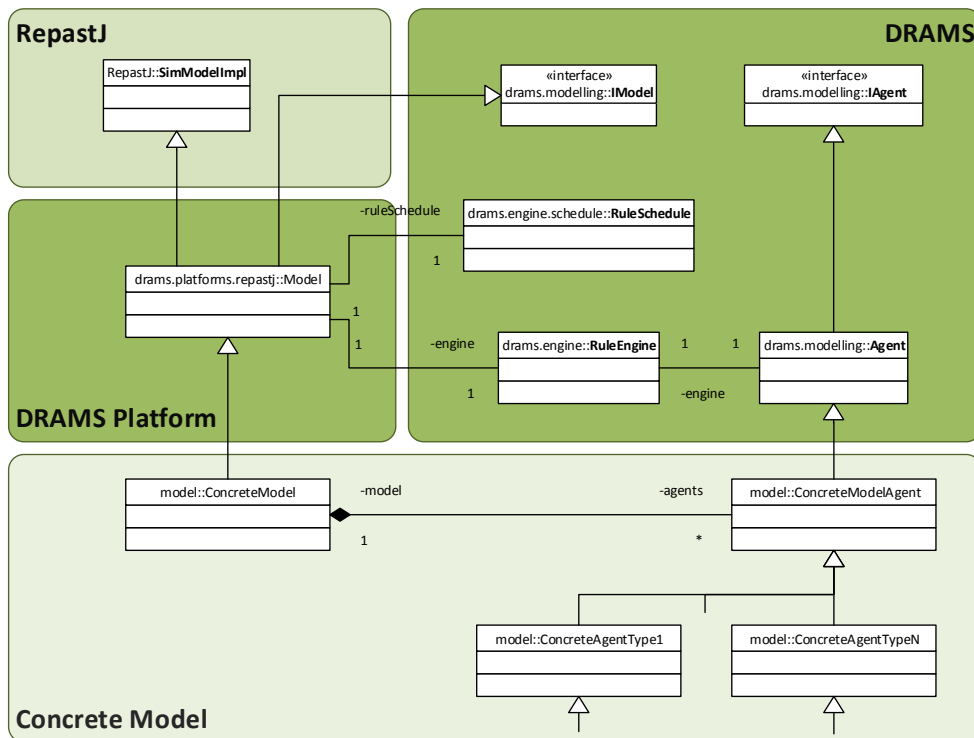 RepastJ
DRAMS
RepastJ::SimModelImpl
«interface»
drams.modelling::IModel
«interface»
drams.modelling::IAgent
-ruleSchedule
drams.engine.schedule::RuleSchedule
1
drams.platforms.repastj::Model
1
1
-engine
drams.engine::RuleEngine
1
1
drams.modelling::Agent
1
-engine
DRAMS Platform
model::ConcreteModel
-model
-agents
model::ConcreteModelAgent
1
*
model::ConcreteAgentType1
model::ConcreteAgentTypeN
Concrete Model